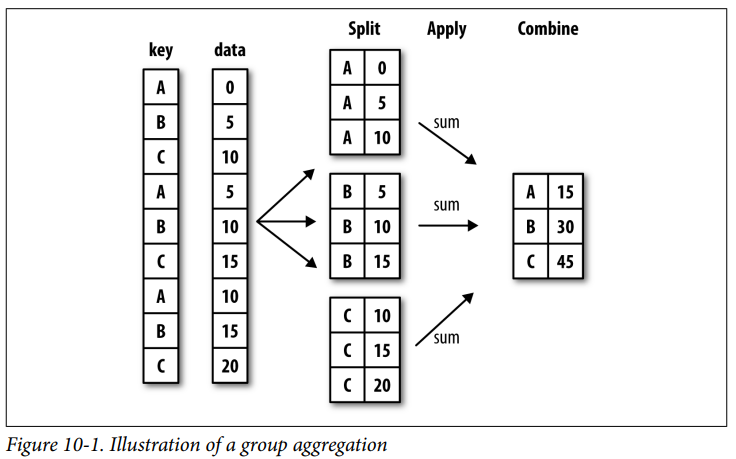 Split Apply Combine
key data
A 0
B 5
C 10
A 5
B 10
C 15
A 10
B 15
C 20
A 0
A 5
A 10
B 5
B 10
B 15
C 10
C 15
C 20
sum
sum
sum
A 15
B 30
C 45
Figure 10-1. Illustration of a group aggregation